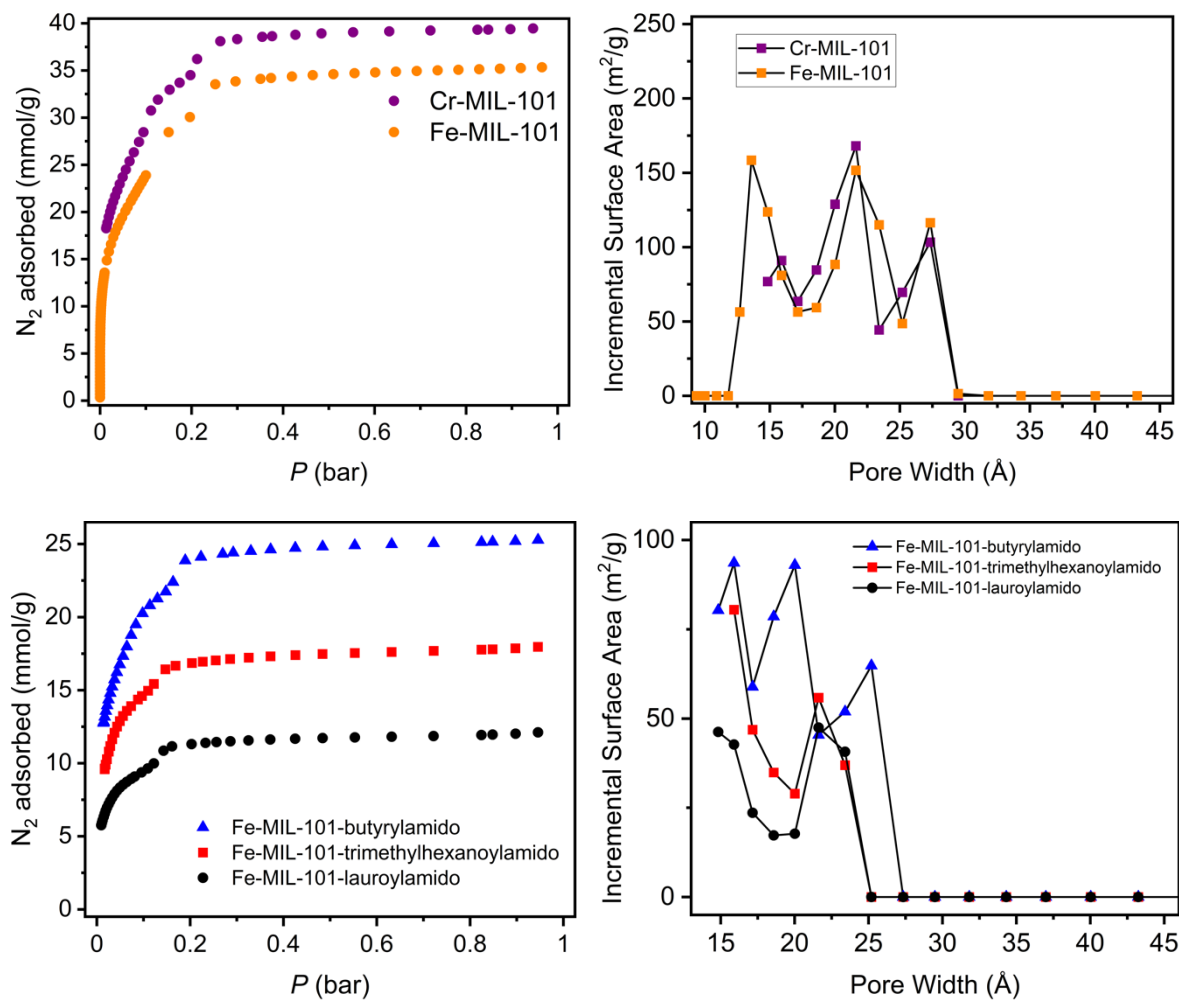 N₂ adsorbed (mmol/g)
40
35
30
25
20
15
10
5
0
0
0.2
0.4
0.6
0.8
1
P (bar)
Cr-MIL-101
Fe-MIL-101
Incremental Surface Area (m²/g)
250
200
150
100
50
0
10
15
20
25
30
35
40
45
Pore Width (Å)
Cr-MIL-101
Fe-MIL-101
N₂ adsorbed (mmol/g)
25
20
15
10
5
0
0
0.2
0.4
0.6
0.8
1
P (bar)
Fe-MIL-101-butyrylamido
Fe-MIL-101-trimethylhexanoylamido
Fe-MIL-101-lauroylamido
Incremental Surface Area (m²/g)
100
50
0
15
20
25
30
35
40
45
Pore Width (Å)
Fe-MIL-101-butyrylamido
Fe-MIL-101-trimethylhexanoylamido
Fe-MIL-101-lauroylamido